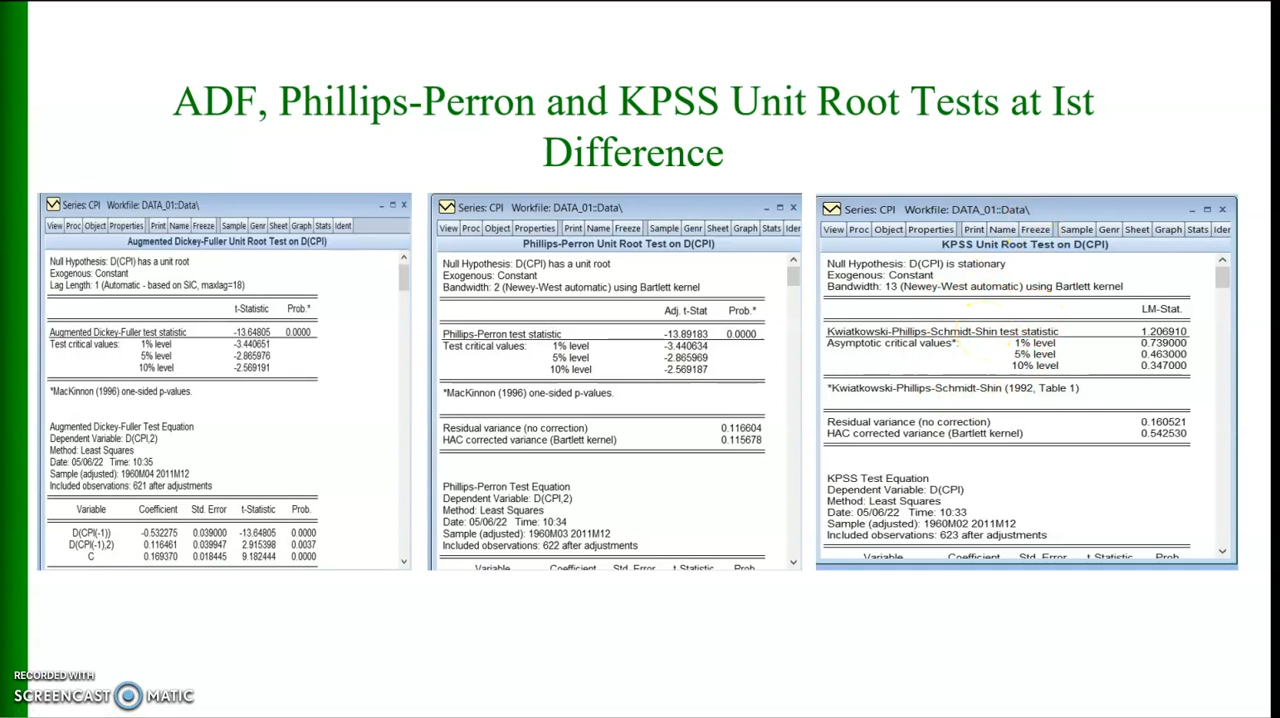 ADF, Phillips-Perron and KPSS Unit Root Tests at Ist
Difference
Series: CPI Workfile: DATA_01::Data\
View Proc Object Properties Print Name Freeze Sample Genr Sheet Graph Stats Ident
Augmented Dickey-Fuller Unit Root Test on D(CPI)
Null Hypothesis: D(CPI) has a unit root
Exogenous: Constant
Lag Length: 1 (Automatic - based on SIC, maxlag=18)
t-Statistic Prob.*
Augmented Dickey-Fuller test statistic -13.64805 0.0000
Test critical values: 1% level -3.440651
5% level -2.865976
10% level -2.569191
*MacKinnon (1996) one-sided p-values.
Augmented Dickey-Fuller Test Equation
Dependent Variable: D(CPI,2)
Method: Least Squares
Date: 05/06/22 Time: 10:35
Sample (adjusted): 1960M04 2011M12
Included observations: 621 after adjustments
Variable Coefficient Std. Error t-Statistic Prob.
D(CPI(-1)) -0.532275 0.039000 -13.64805 0.0000
D(CPI(-1),2) 0.116461 0.039947 2.915398 0.0037
C 0.169370 0.018445 9.182444 0.0000
Series: CPI Workfile: DATA_01::Data\
View Proc Object Properties Print Name Freeze Sample Genr Sheet Graph Stats Ider
Phillips-Perron Unit Root Test on D(CPI)
Null Hypothesis: D(CPI) has a unit root
Exogenous: Constant
Bandwidth: 2 (Newey-West automatic) using Bartlett kernel
Adj. t-Stat Prob.*
Phillips-Perron test statistic -13.89183 0.0000
Test critical values: 1% level -3.440634
5% level -2.865969
10% level -2.569187
*MacKinnon (1996) one-sided p-values.
Residual variance (no correction) 0.116604
HAC corrected variance (Bartlett kernel) 0.115678
Phillips-Perron Test Equation
Dependent Variable: D(CPI,2)
Method: Least Squares
Date: 05/06/22 Time: 10:34
Sample (adjusted): 1960M03 2011M12
Included observations: 622 after adjustments
Variable Coefficient Std. Error t-Statistic Prob.
Series: CPI Workfile: DATA_01::Data\
View Proc Object Properties Print Name Freeze Sample Genr Sheet Graph Stats Ider
KPSS Unit Root Test on D(CPI)
Null Hypothesis: D(CPI) is stationary
Exogenous: Constant
Bandwidth: 13 (Newey-West automatic) using Bartlett kernel
LM-Stat.
Kwiatkowski-Phillips-Schmidt-Shin test statistic 1.206910
Asymptotic critical values*: 1% level 0.739000
5% level 0.463000
10% level 0.347000
*Kwiatkowski-Phillips-Schmidt-Shin (1992, Table 1)
Residual variance (no correction) 0.160521
HAC corrected variance (Bartlett kernel) 0.542530
KPSS Test Equation
Dependent Variable: D(CPI)
Method: Least Squares
Date: 05/06/22 Time: 10:33
Sample (adjusted): 1960M02 2011M12
Included observations: 623 after adjustments
Variable Coefficient Std. Error t-Statistic Prob.
RECORDED WITH
SCREENCAST MATIC